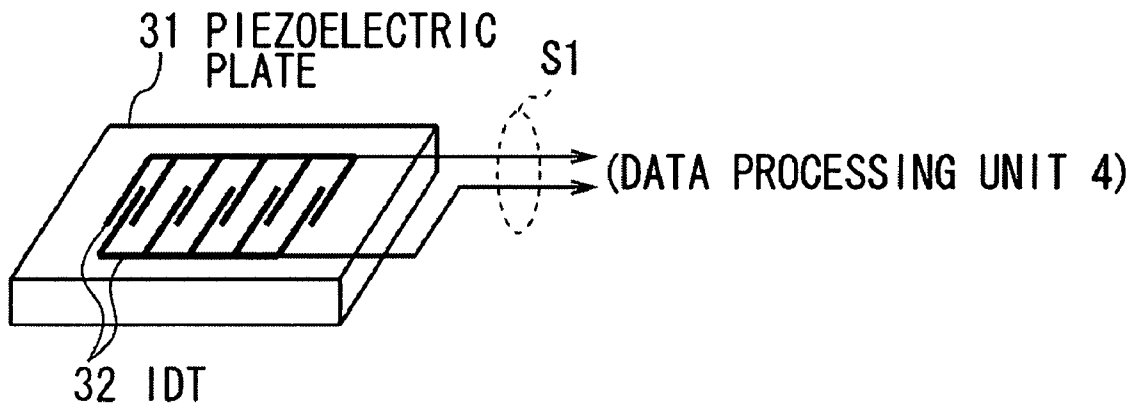 31 PIEZOELECTRIC
PLATE
S1
(DATA PROCESSING UNIT 4)
32 IDT